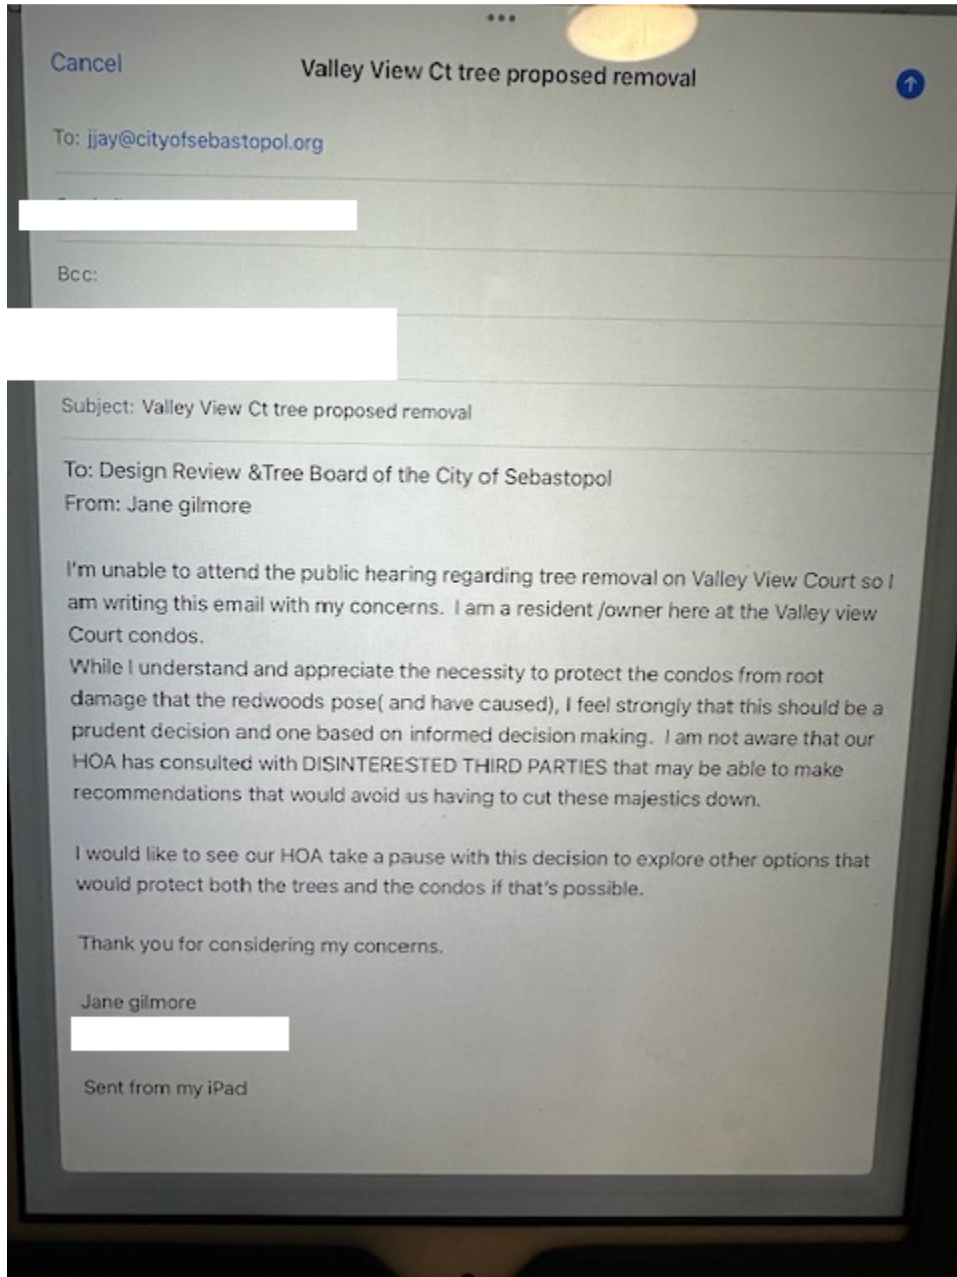 Cancel
Valley View Ct tree proposed removal
To: jjay@cityofsebastopol.org
Bcc:
Subject: Valley View Ct tree proposed removal
To: Design Review &Tree Board of the City of Sebastopol
From: Jane gilmore
I'm unable to attend the public hearing regarding tree removal on Valley View Court so I
am writing this email with my concerns.  I am a resident /owner here at the Valley view
Court condos.
While I understand and appreciate the necessity to protect the condos from root
damage that the redwoods pose( and have caused), I feel strongly that this should be a
prudent decision and one based on informed decision making.  I am not aware that our
HOA has consulted with DISINTERESTED THIRD PARTIES that may be able to make
recommendations that would avoid us having to cut these majestics down.
I would like to see our HOA take a pause with this decision to explore other options that
would protect both the trees and the condos if that's possible.
Thank you for considering my concerns.
Jane gilmore
Sent from my iPad